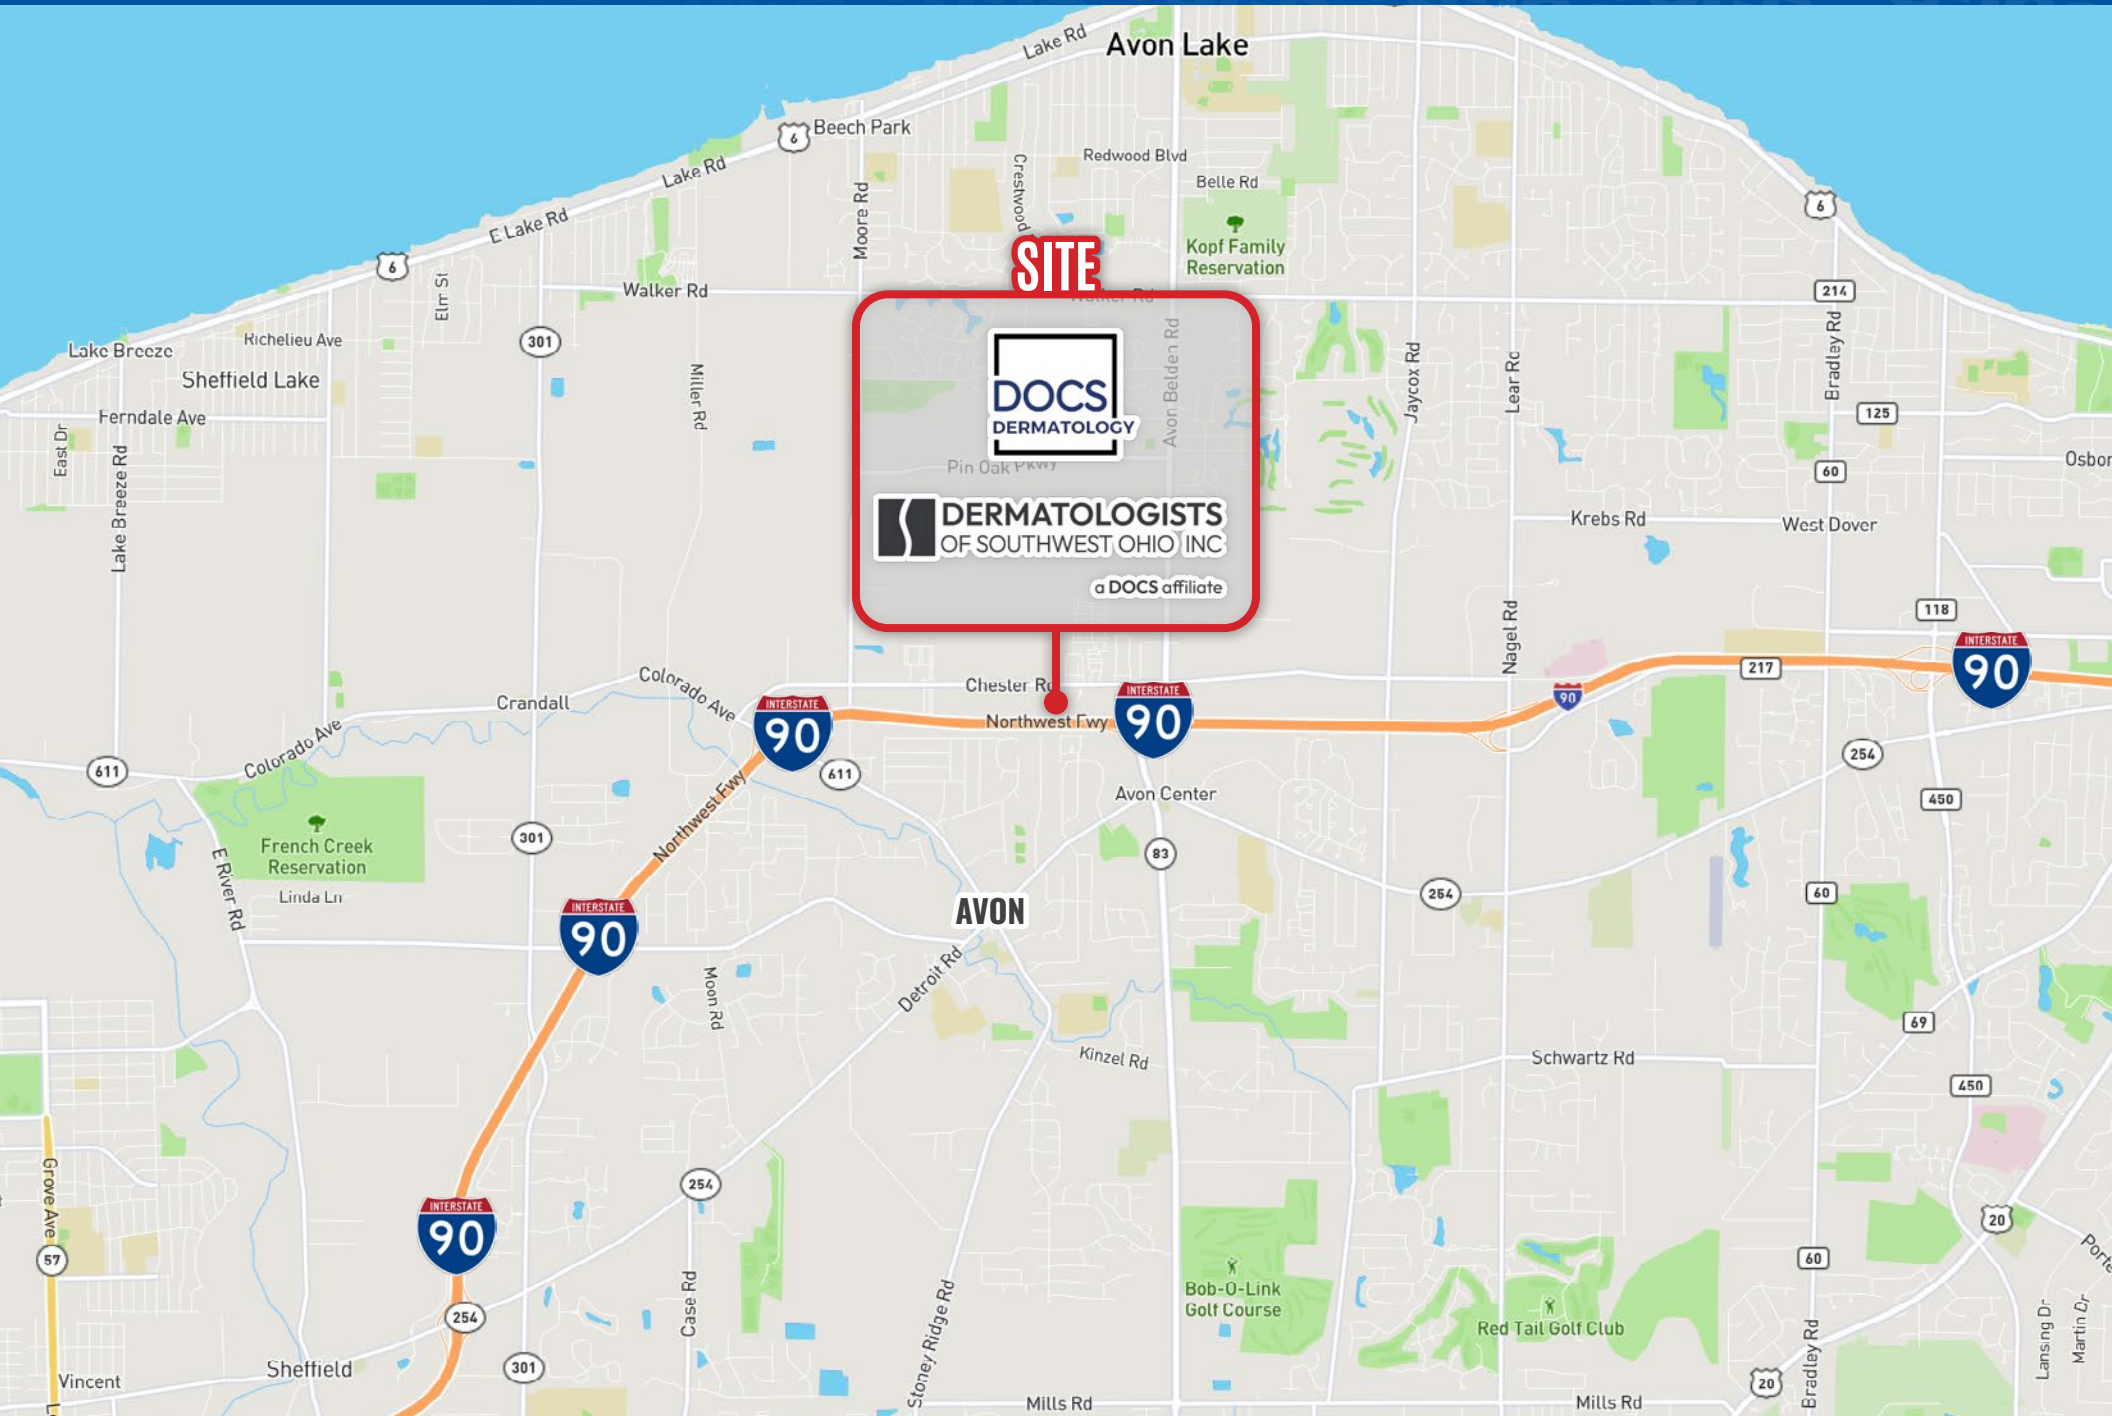 Lake Rd
Avon Lake
6
Beech Park
Redwood Blvd
Lake Rd
Belle Rd
Crestwood
Moore Rd
6
E Lake Rd
Kopf Family
Reservation
6
SITE
Elm St
Walker Rd
Walker Rd
214
Richelieu Ave
301
Lake Breeze
Sheffield Lake
Miller Rd
DOCS
DERMATOLOGY
Avon Belden Rd
Jaycox Rd
Lear Rd
Bradley Rd
125
Ferndale Ave
East Dr
Lake Breeze Rd
Pin Oak Pkwy
60
Osbor
DERMATOLOGISTS
OF SOUTHWEST OHIO INC
a DOCS affiliate
Krebs Rd
West Dover
118
Nagel Rd
INTERSTATE
90
217
Colorado Ave
Crandall
Chester Rd
INTERSTATE
90
INTERSTATE
90
90
Northwest Fwy
Colorado Ave
611
611
254
Avon Center
450
Northwest Fwy
301
French Creek
Reservation
83
E River Rd
Linda Ln
254
60
INTERSTATE
90
AVON
Detroit Rd
Moon Rd
69
Kinzel Rd
Schwartz Rd
450
Grove Ave
254
INTERSTATE
90
20
57
60
Porte
Bob-O-Link
Golf Course
Case Rd
Stoney Ridge Rd
254
Red Tail Golf Club
Bradley Rd
Lansing Dr
Martin Dr
Sheffield
301
Vincent
20
Mills Rd
Mills Rd